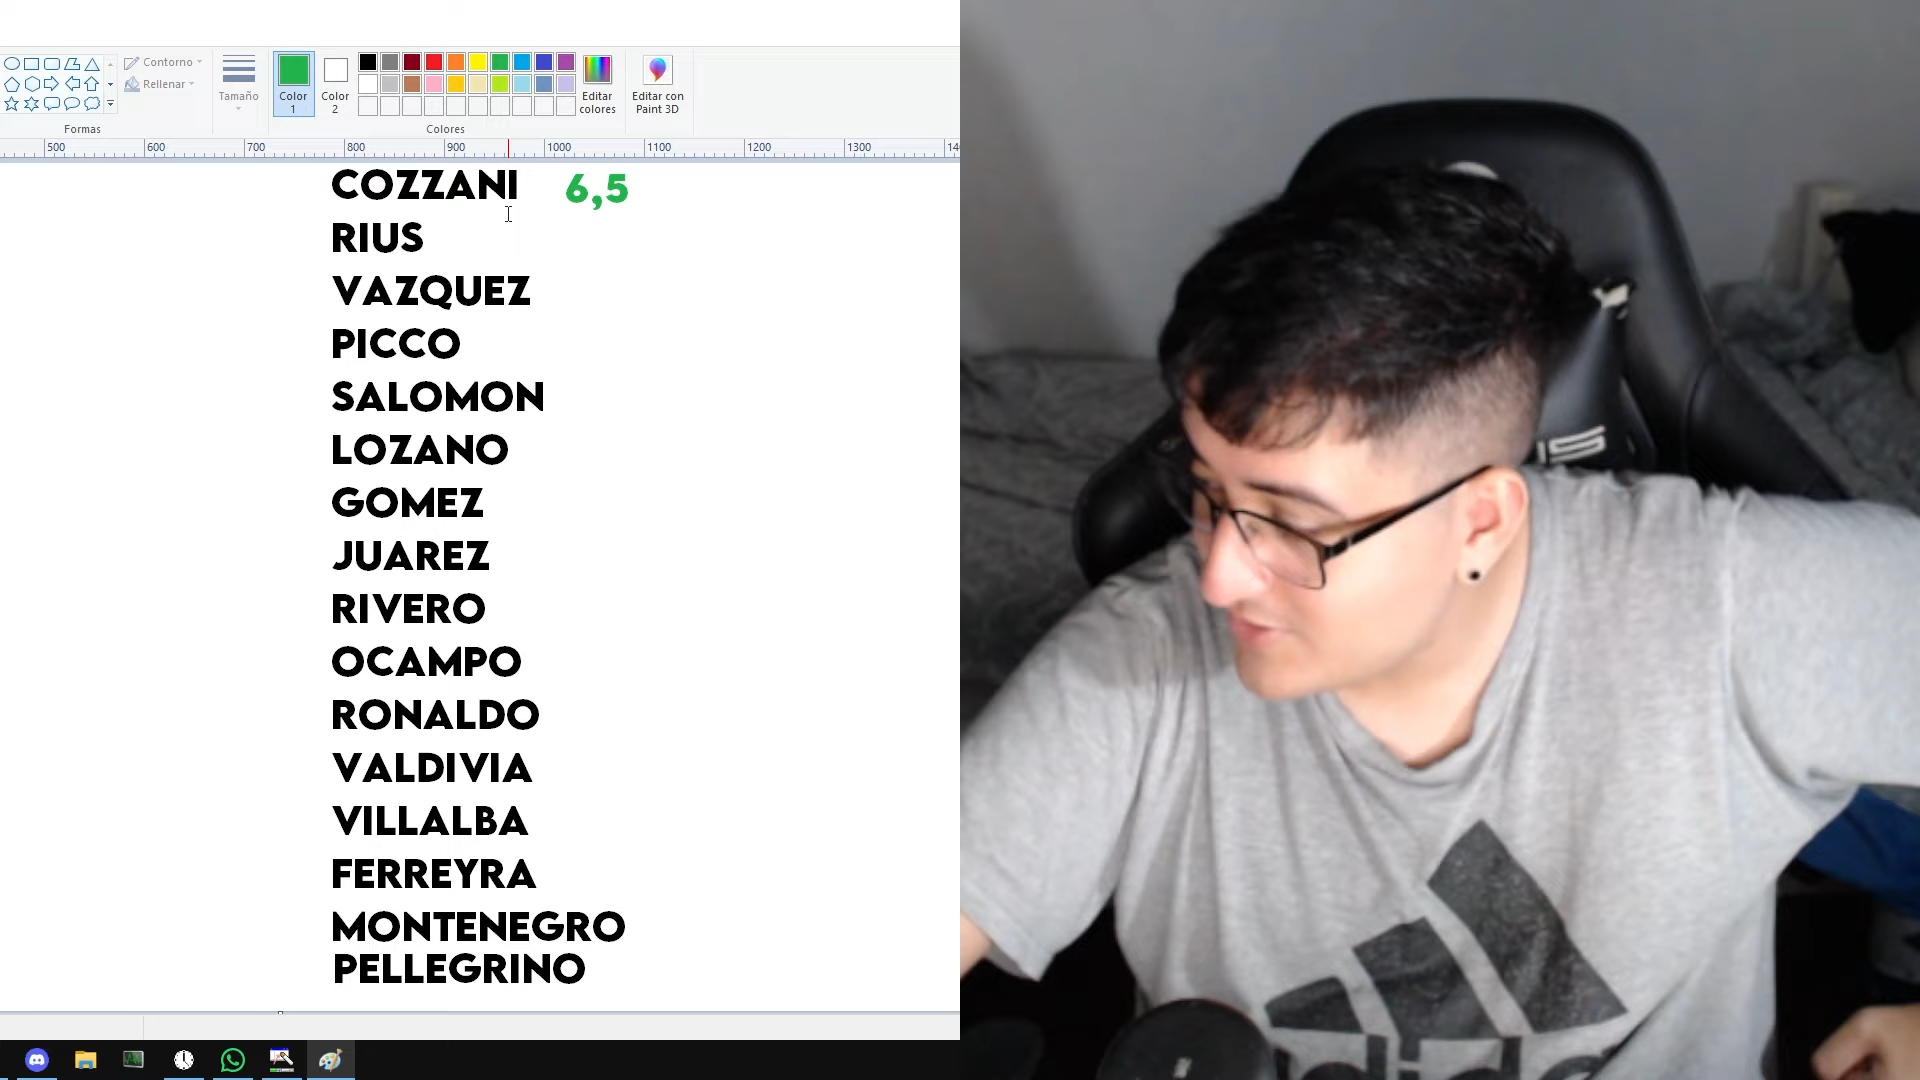 Contorno
Rellenar
Tamaño
Color 1
Color 2
Editar colores
Editar con Paint 3D
Formas
Colores
500 600 700 800 900 1000 1100 1200 1300 14
COZZANI 6,5
RIUS
VAZQUEZ
PICCO
SALOMON
LOZANO
GOMEZ
JUAREZ
RIVERO
OCAMPO
RONALDO
VALDIVIA
VILLALBA
FERREYRA
MONTENEGRO
PELLEGRINO
adidas